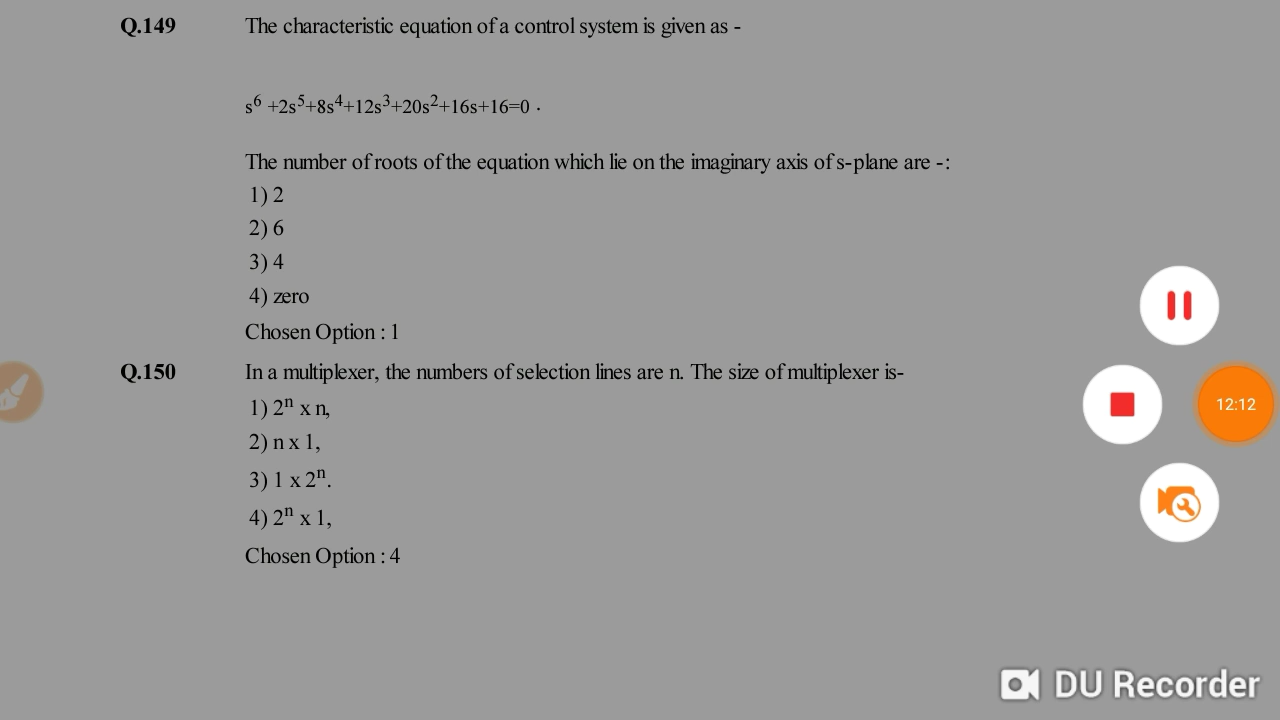 Q.149 The characteristic equation of a control system is given as -
s⁶ +2s⁵+8s⁴+12s³+20s²+16s+16=0 .
The number of roots of the equation which lie on the imaginary axis of s-plane are -:
1) 2
2) 6
3) 4
4) zero
Chosen Option : 1
Q.150 In a multiplexer, the numbers of selection lines are n. The size of multiplexer is-
1) 2ⁿ x n,
2) n x 1,
3) 1 x 2ⁿ.
4) 2ⁿ x 1,
Chosen Option : 4
12:12
DU Recorder